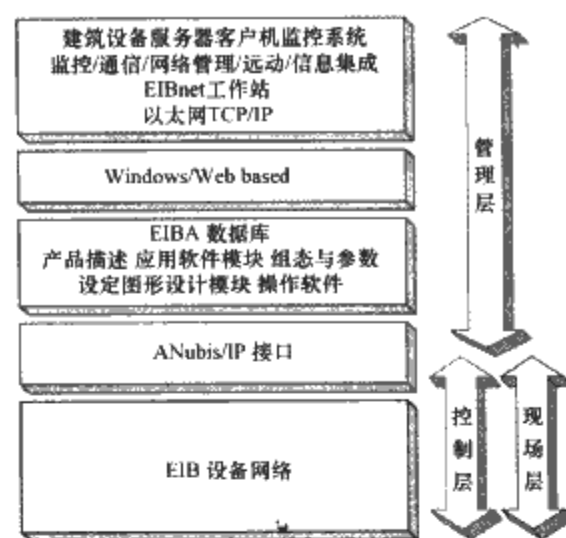 建筑设备服务器客户机监控系统
监控/通信/网络管理/远动/信息集成
EIBnet工作站
以太网TCP/IP
Windows/Web based
EIBA 数据库
产品描述 应用软件模块 组态与参数
设定图形设计模块 操作软件
ANubis/IP 接口
EIB 设备网络
管理层
控制层
现场层